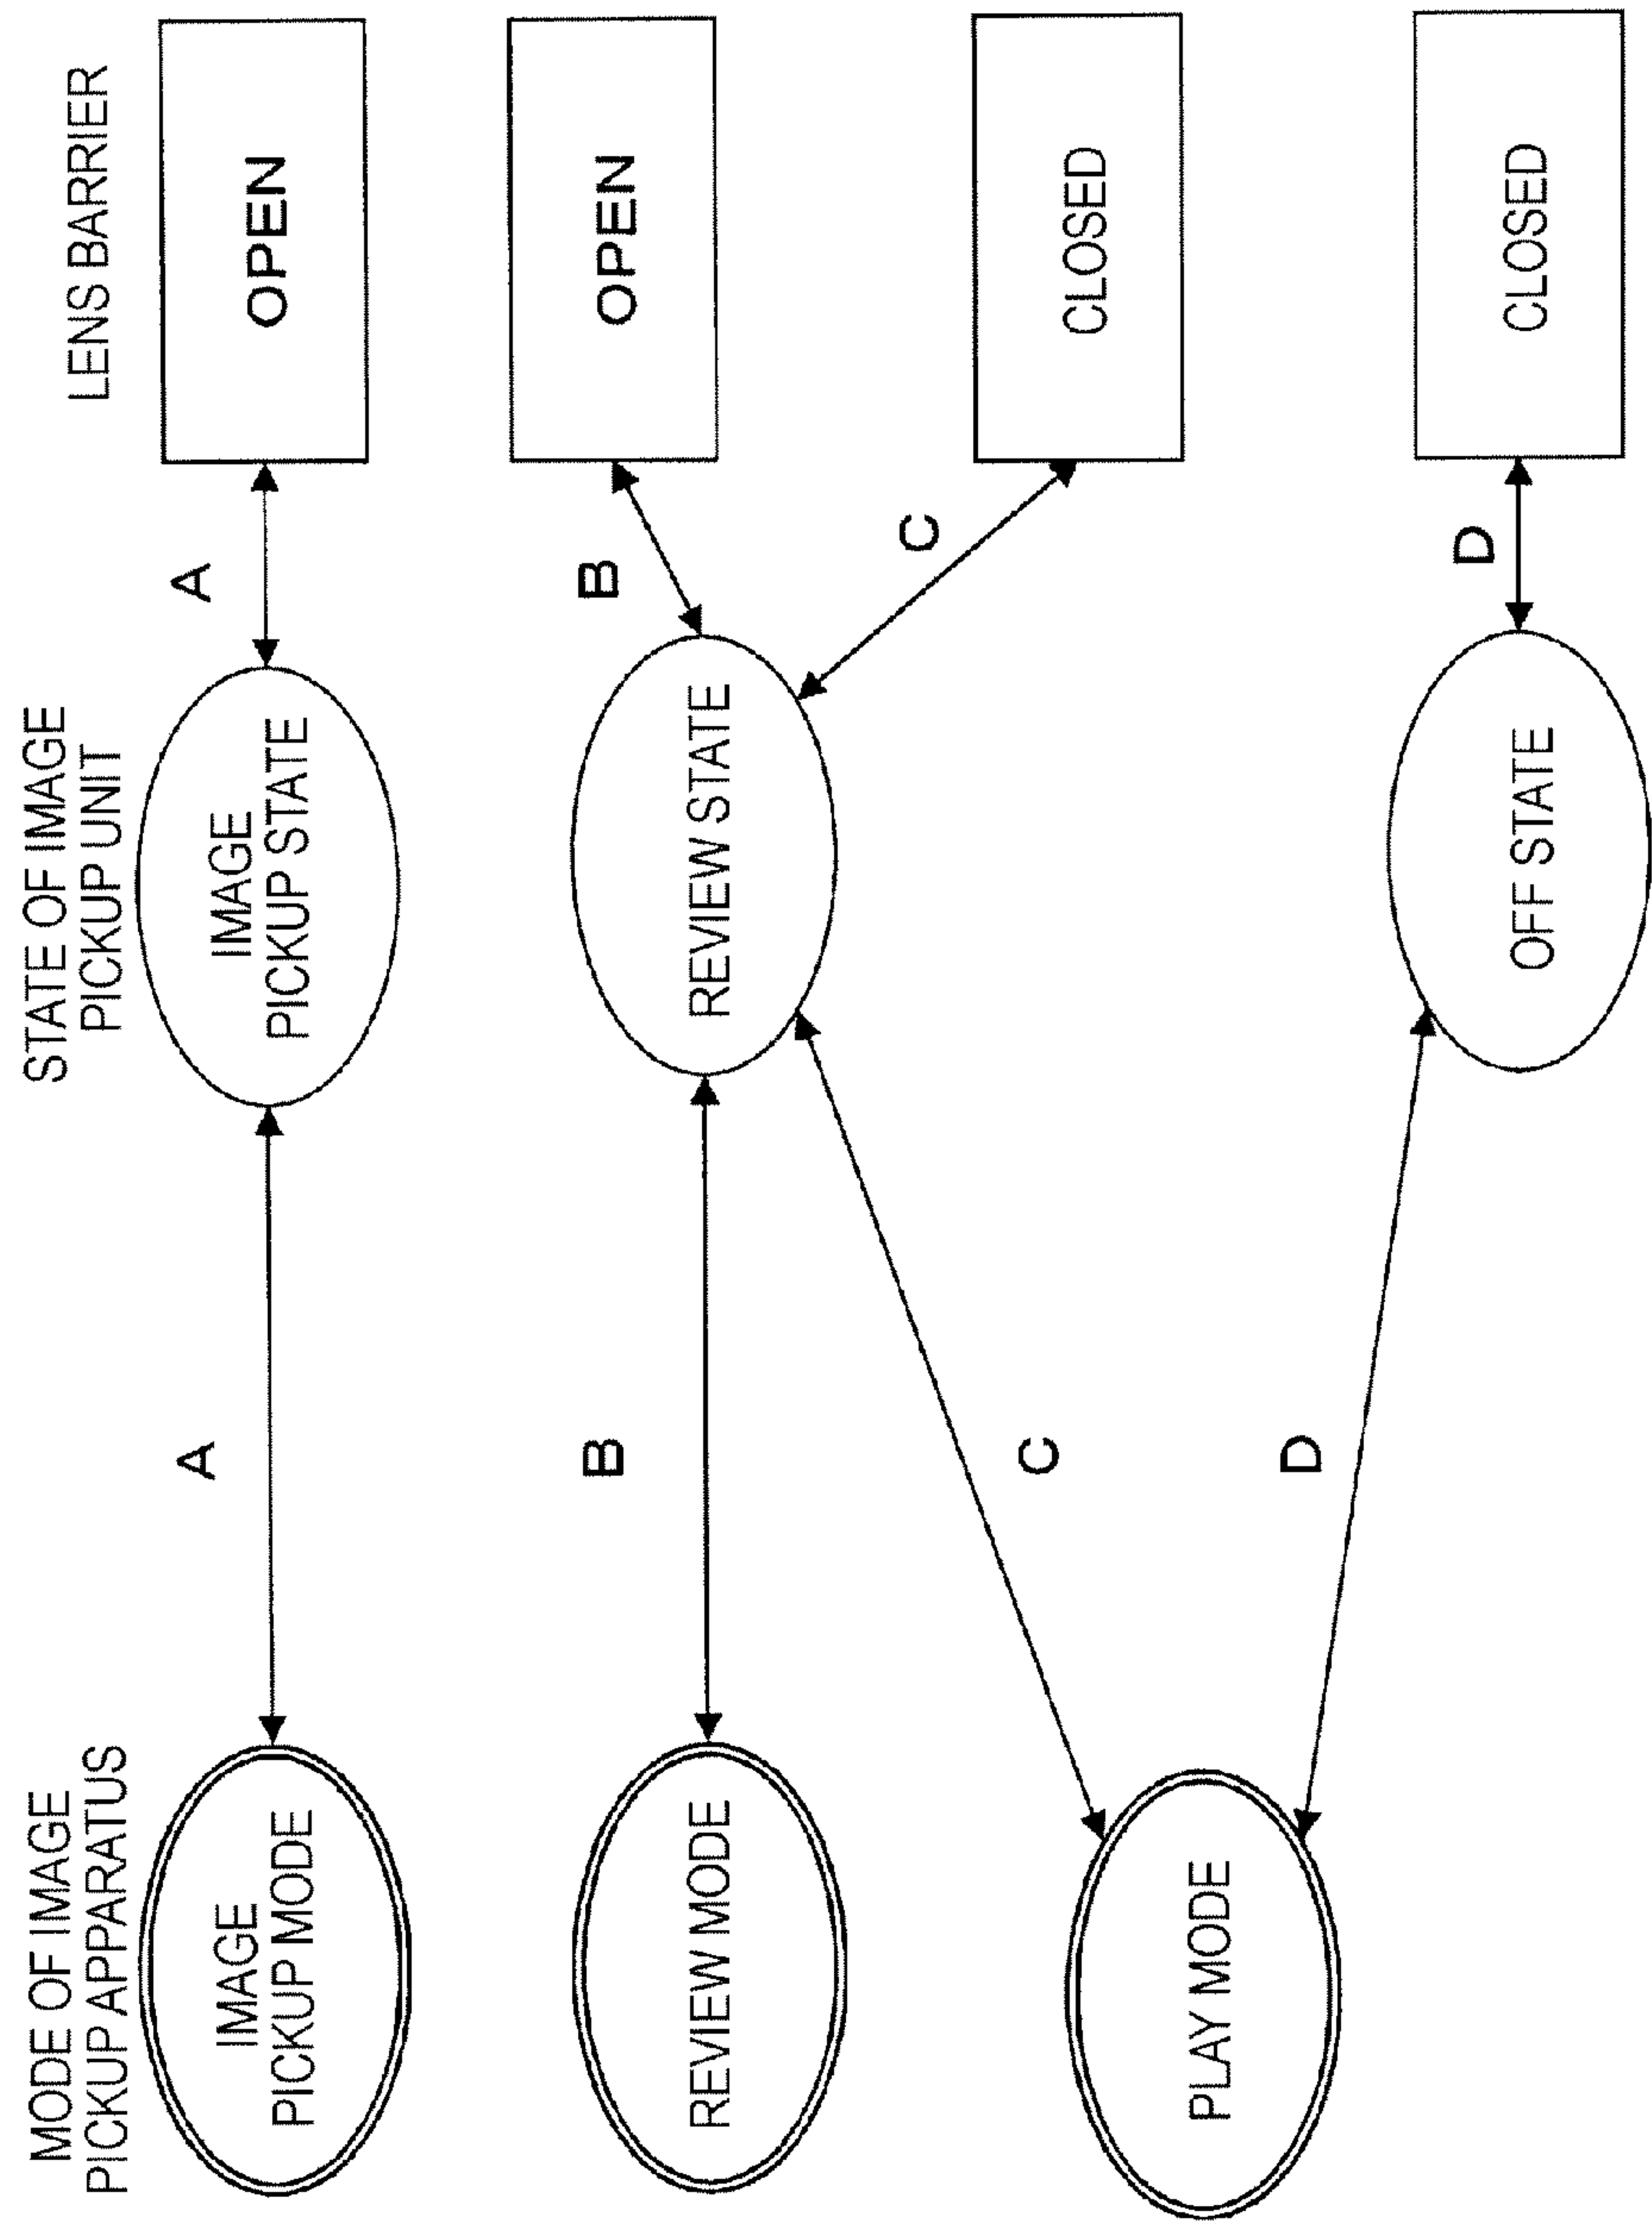 MODE OF IMAGE
PICKUP APPARATUS
STATE OF IMAGE
PICKUP UNIT
LENS BARRIER
IMAGE
PICKUP MODE
A
IMAGE
PICKUP STATE
A
OPEN
REVIEW MODE
B
REVIEW STATE
B
OPEN
C
C
CLOSED
PLAY MODE
D
OFF STATE
D
CLOSED